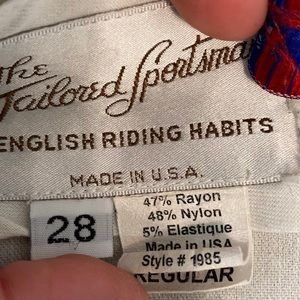 The
Tailored Sportsma
ENGLISH RIDING HABITS
MADE IN U.S.A.
28
47% Rayon
48% Nylon
5% Elastique
Made in USA
Style # 1985
REGULAR